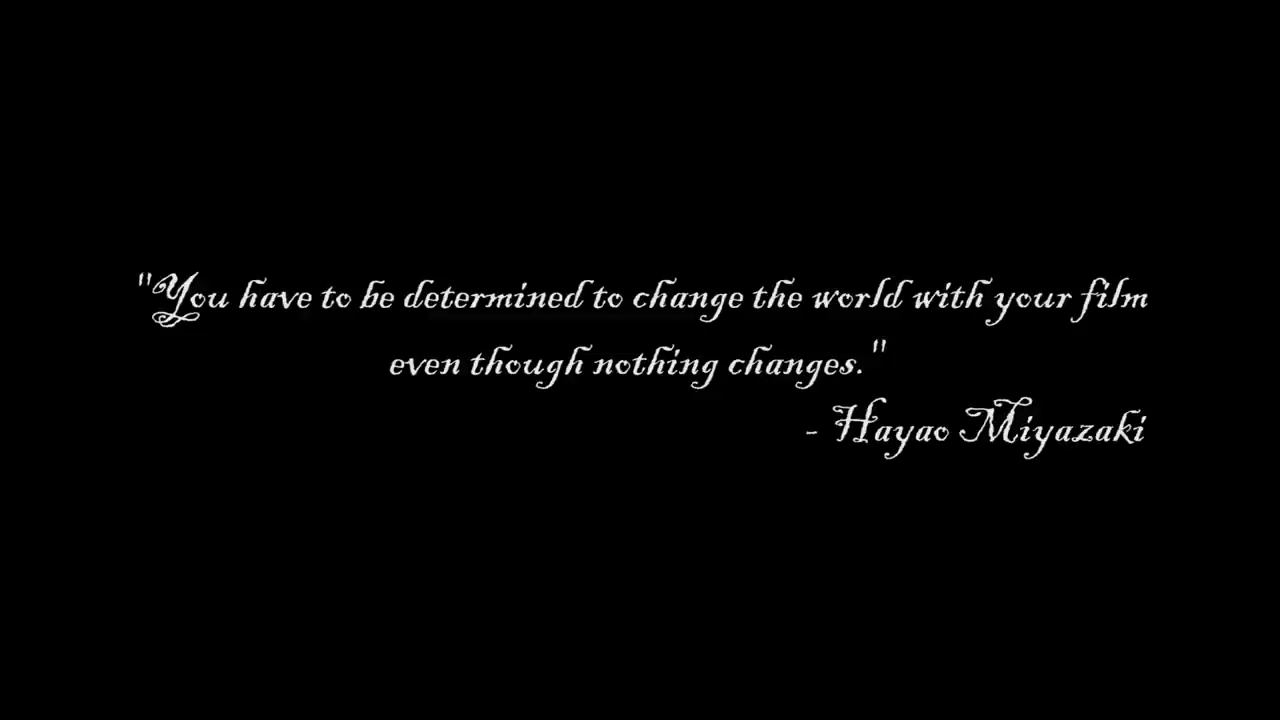 "You have to be determined to change the world with your film
even though nothing changes."
- Hayao Miyazaki